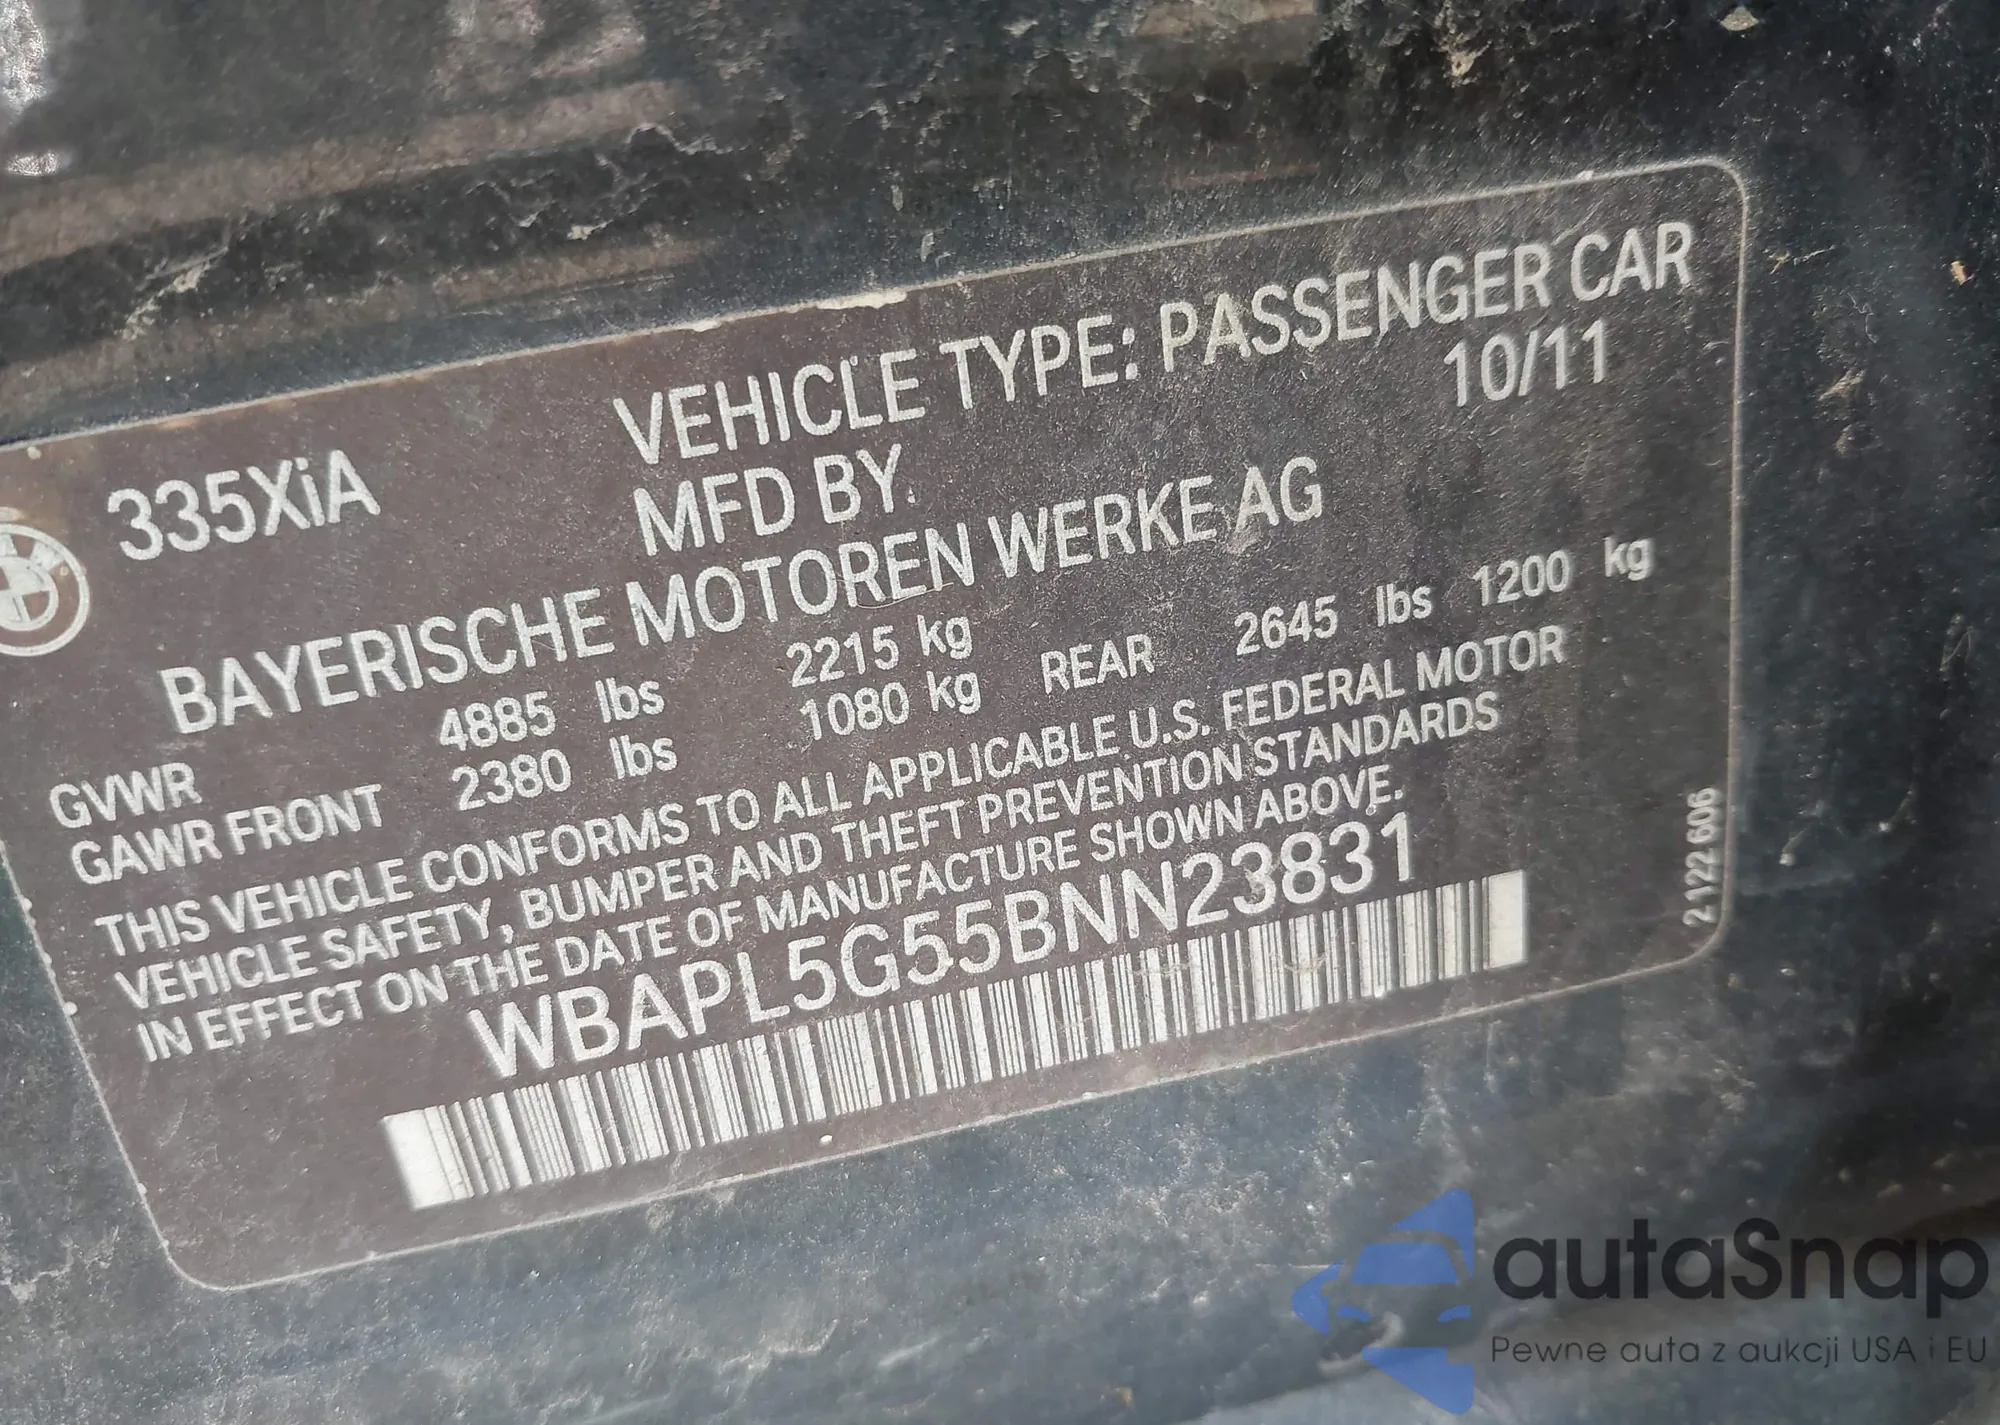 335XiA
VEHICLE TYPE: PASSENGER CAR
MFD BY. 10/11
BAYERISCHE MOTOREN WERKE AG
GVWR 4885 lbs 2215 kg
GAWR FRONT 2380 lbs 1080 kg REAR 2645 lbs 1200 kg
THIS VEHICLE CONFORMS TO ALL APPLICABLE U.S. FEDERAL MOTOR
VEHICLE SAFETY, BUMPER AND THEFT PREVENTION STANDARDS
IN EFFECT ON THE DATE OF MANUFACTURE SHOWN ABOVE.
WBAPL5G55BNN23831
2 122 606
autaSnap
Pewne auta z aukcji USA i EU